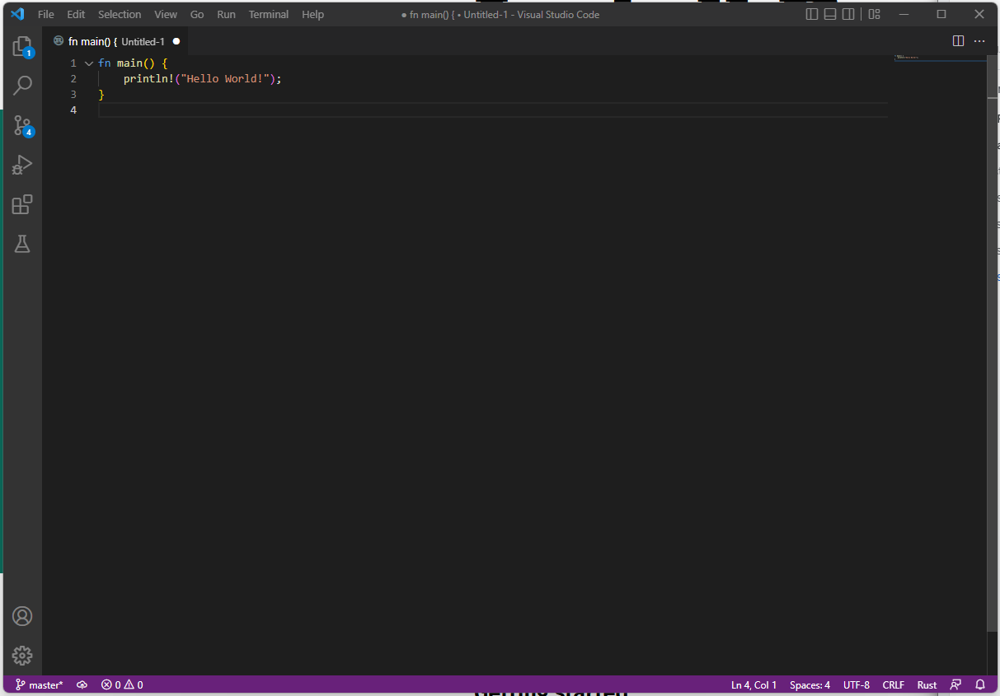 File Edit Selection View Go Run Terminal Help ● fn main() { • Untitled-1 - Visual Studio Code
fn main() { Untitled-1 ●
1
1 fn main() {
2     println!("Hello World!");
3 }
4
4
master* 0 0 Ln 4, Col 1 Spaces: 4 UTF-8 CRLF Rust